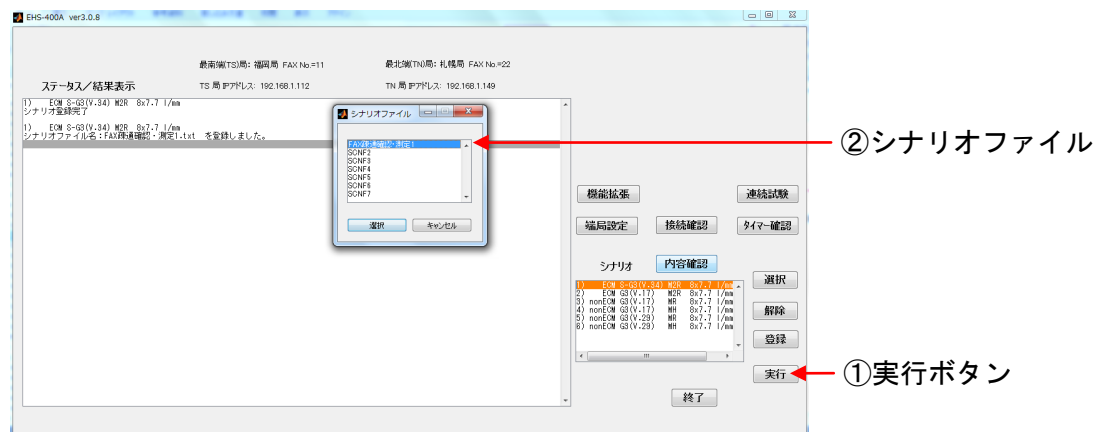 EHS-400A ver3.0.8
最南端(TS)局: 福岡局 FAX No.=11
最北端(TN)局: 札幌局 FAX No.=22
ステータス／結果表示
TS 局 IPアドレス: 192.168.1.112
TN 局 IPアドレス: 192.168.1.149
1) ECM S-G3(V.34) M2R 8x7.7 l/mm
シナリオ登録完了
1) ECM S-G3(V.34) M2R 8x7.7 l/mm
シナリオファイル名：FAX疎通確認・測定1.txt を登録しました。
シナリオファイル
FAX疎通確認・測定1
SCNF2
SCNF3
SCNF4
SCNF5
SCNF6
SCNF7
選択
キャンセル
②シナリオファイル
機能拡張
連続試験
端局設定
接続確認
タイマー確認
シナリオ
内容確認
1) ECM S-G3(V.34) M2R 8x7.7 l/mm
2) ECM G3(V.17) M2R 8x7.7 l/mm
3) nonECM G3(V.17) MR 8x7.7 l/mm
4) nonECM G3(V.17) MH 8x7.7 l/mm
5) nonECM G3(V.29) MR 8x7.7 l/mm
6) nonECM G3(V.29) MH 8x7.7 l/mm
選択
解除
登録
実行
①実行ボタン
終了